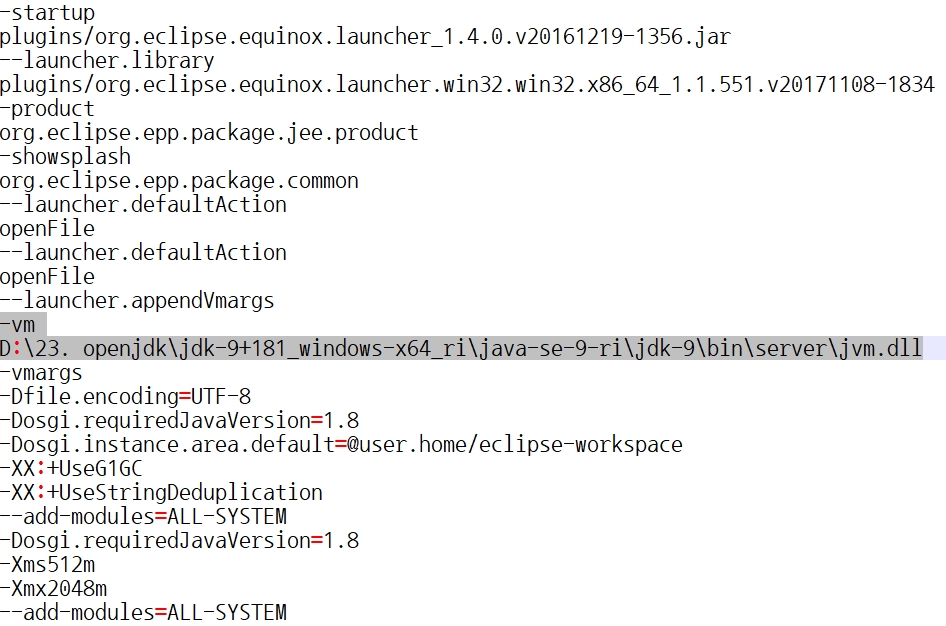 -startup
plugins/org.eclipse.equinox.launcher_1.4.0.v20161219-1356.jar
--launcher.library
plugins/org.eclipse.equinox.launcher.win32.win32.x86_64_1.1.551.v20171108-1834
-product
org.eclipse.epp.package.jee.product
-showsplash
org.eclipse.epp.package.common
--launcher.defaultAction
openFile
--launcher.defaultAction
openFile
--launcher.appendVmargs
-vm
D:\23. openjdk\jdk-9+181_windows-x64_ri\java-se-9-ri\jdk-9\bin\server\jvm.dll
-vmargs
-Dfile.encoding=UTF-8
-Dosgi.requiredJavaVersion=1.8
-Dosgi.instance.area.default=@user.home/eclipse-workspace
-XX:+UseG1GC
-XX:+UseStringDeduplication
--add-modules=ALL-SYSTEM
-Dosgi.requiredJavaVersion=1.8
-Xms512m
-Xmx2048m
--add-modules=ALL-SYSTEM